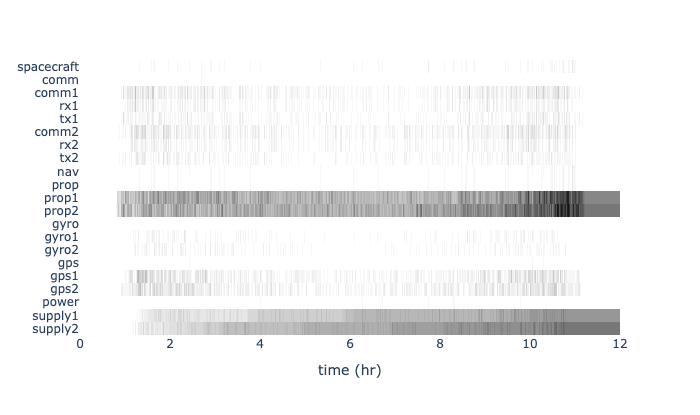 spacecraft
comm
comm1
rx1
tx1
comm2
rx2
tx2
nav
prop
prop1
prop2
gyro
gyro1
gyro2
gps
gps1
gps2
power
supply1
supply2
0 2 4 6 8 10 12
time (hr)